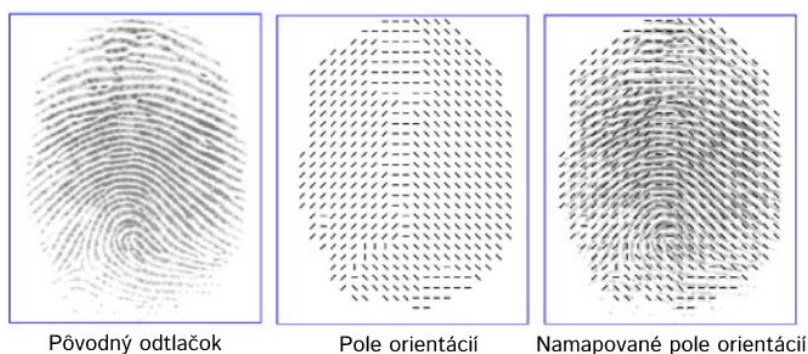 Pôvodný odtlačok
Pole orientácií
Namapované pole orientácií